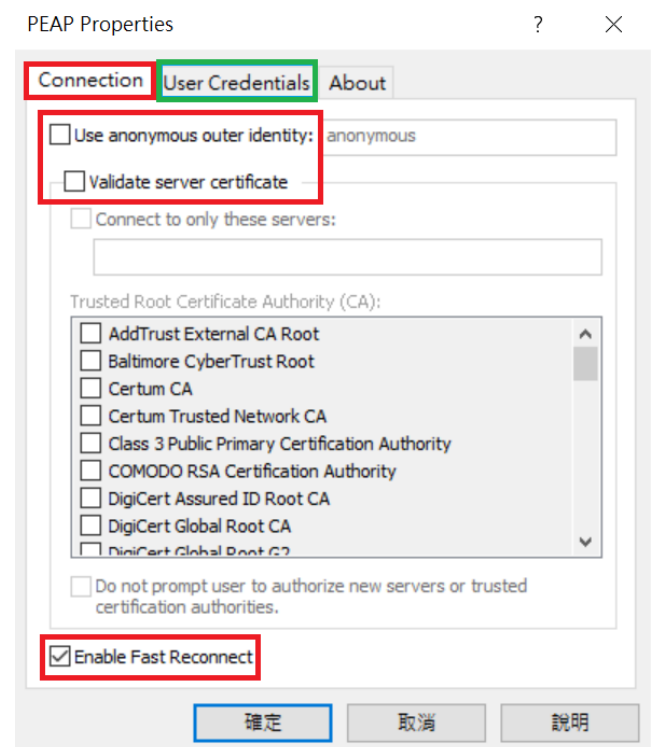 PEAP Properties ?
Connection User Credentials About
Use anonymous outer identity: anonymous
Validate server certificate
Connect to only these servers:
Trusted Root Certificate Authority (CA):
AddTrust External CA Root
Baltimore CyberTrust Root
Certum CA
Certum Trusted Network CA
Class 3 Public Primary Certification Authority
COMODO RSA Certification Authority
DigiCert Assured ID Root CA
DigiCert Global Root CA
DigiCert Global Root G2
Do not prompt user to authorize new servers or trusted
certification authorities.
Enable Fast Reconnect
確定 取消 說明